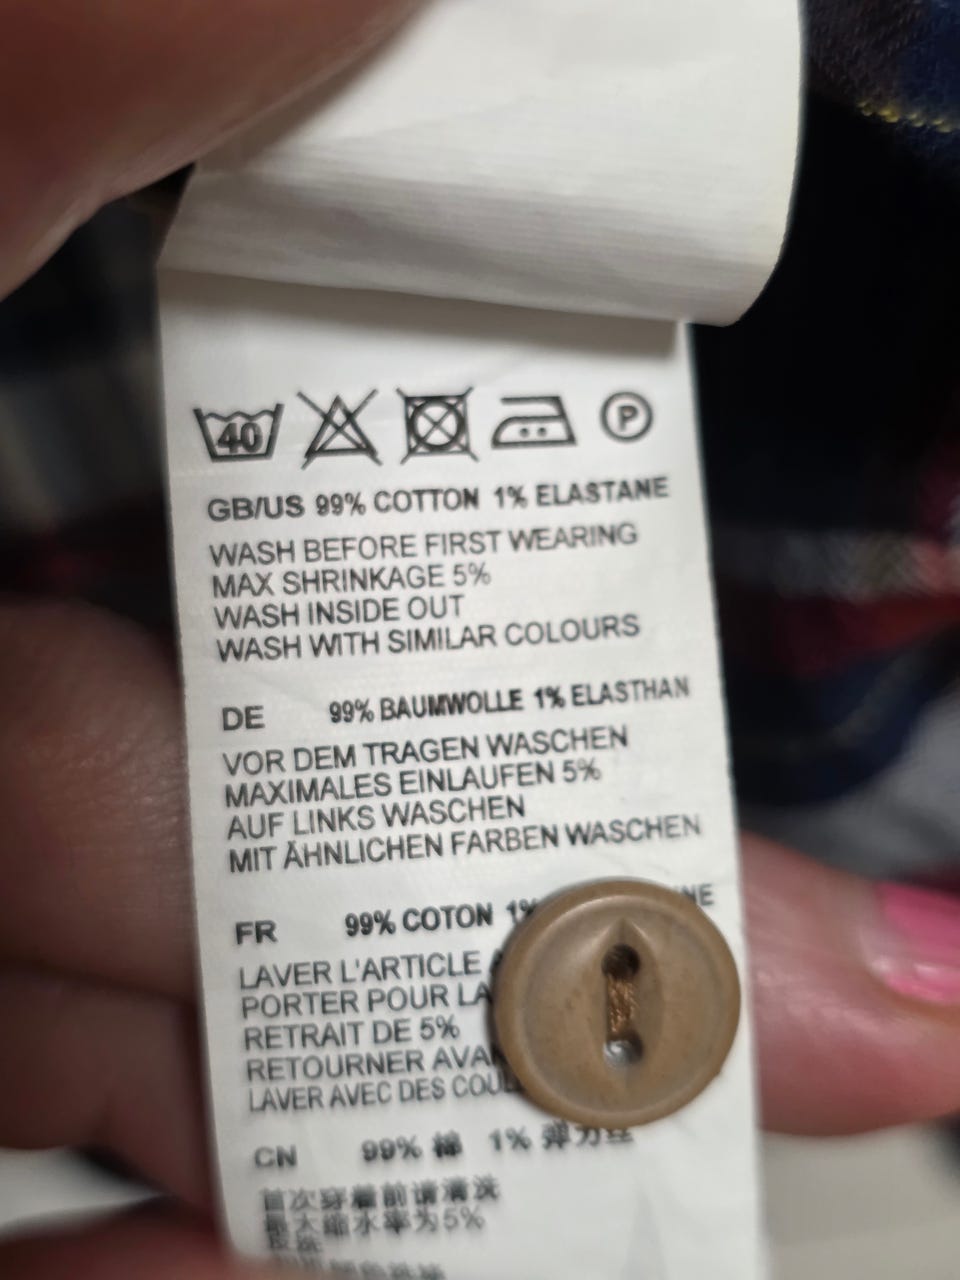 40 P
GB/US 99% COTTON 1% ELASTANE
WASH BEFORE FIRST WEARING
MAX SHRINKAGE 5%
WASH INSIDE OUT
WASH WITH SIMILAR COLOURS
DE 99% BAUMWOLLE 1% ELASTHAN
VOR DEM TRAGEN WASCHEN
MAXIMALES EINLAUFEN 5%
AUF LINKS WASCHEN
MIT ÄHNLICHEN FARBEN WASCHEN
FR 99% COTON 1%
LAVER L'ARTICLE
PORTER POUR LA
RETRAIT DE 5%
RETOURNER
LAVER AVEC DES
CN 99% 棉 1% 弹力丝
首次穿着前请清洗
最大缩水率为5%